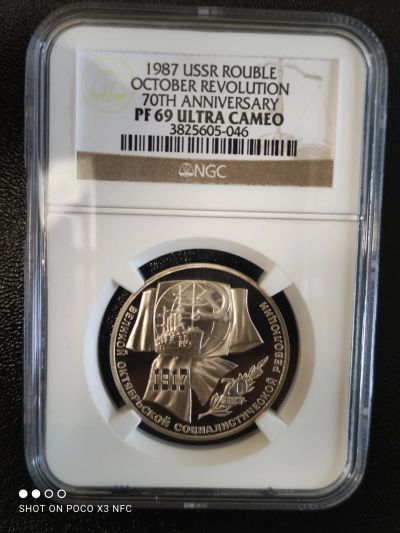 1987 USSR ROUBLE
OCTOBER REVOLUTION
70TH ANNIVERSARY
PF 69 ULTRA CAMEO
3825605-046
NGC
1917
ВЕЛИКОЙ ОКТЯБРЬСКОЙ СОЦИАЛИСТИЧЕСКОЙ РЕВОЛЮЦИИ
SHOT ON POCO X3 NFC